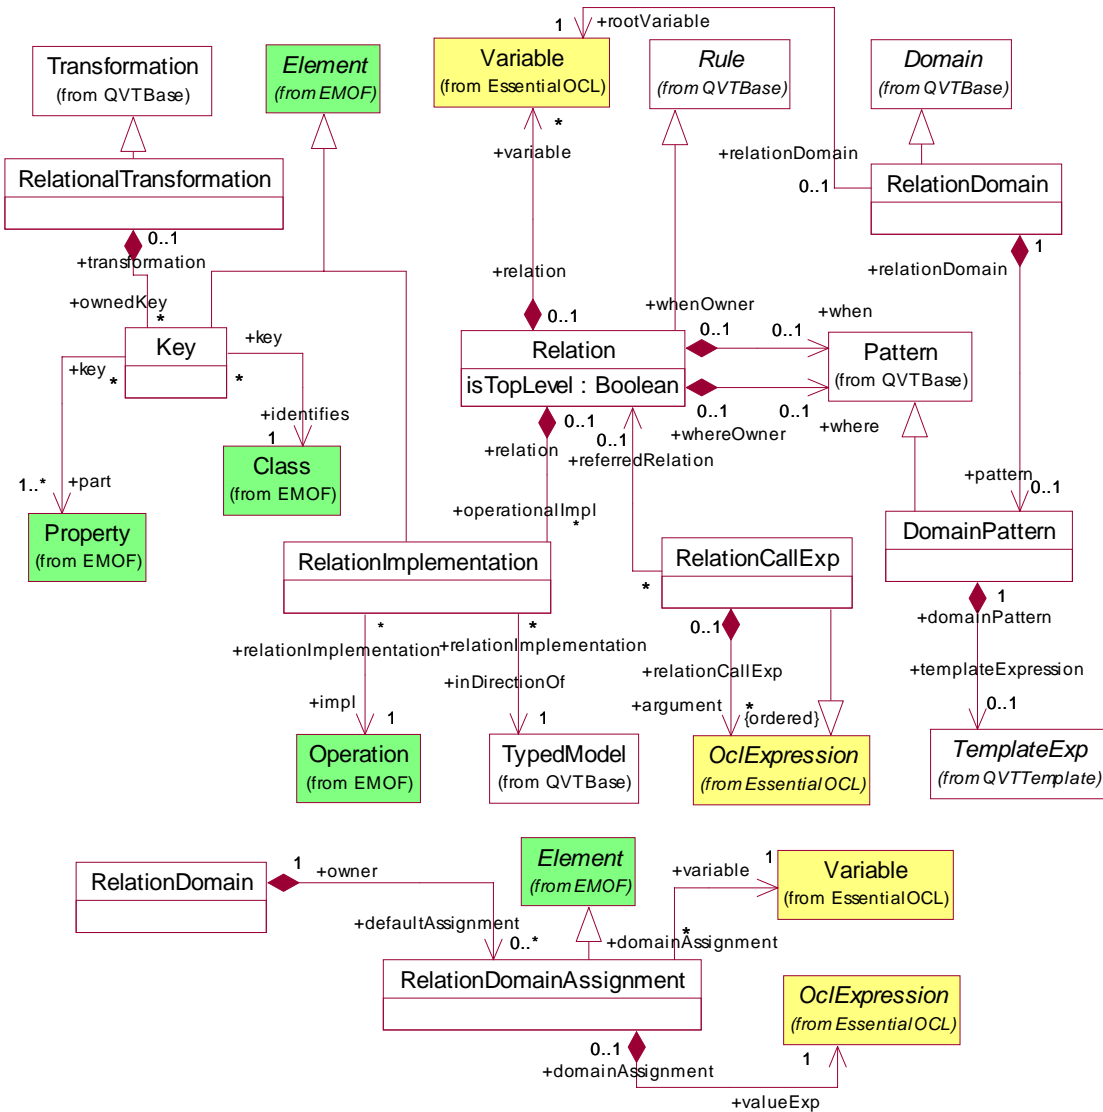 1
+rootVariable
Transformation
(from QVTBase)
Element
(from EMOF)
Variable
(from EssentialOCL)
Rule
(from QVTBase)
Domain
(from QVTBase)
*
+variable
+relationDomain
0..1
RelationalTransformation
RelationDomain
0..1
+transformation
1
+relationDomain
+relation
+ownedKey
*
0..1
+whenOwner
0..1
0..1
+when
Key
+key
+key
*
*
Relation
isTopLevel : Boolean
Pattern
(from QVTBase)
+identifies
1
0..1
+relation
0..1
+referredRelation
0..1
+whereOwner
0..1
+where
Class
(from EMOF)
1..*
+part
+operationalImpl
*
+pattern
0..1
Property
(from EMOF)
RelationImplementation
RelationCallExp
DomainPattern
*
*
+relationImplementation
*
+relationImplementation
0..1
1
+domainPattern
+inDirectionOf
+relationCallExp
+templateExpression
+impl
1
1
+argument
*
{ordered}
0..1
Operation
(from EMOF)
TypedModel
(from QVTBase)
OclExpression
(from EssentialOCL)
TemplateExp
(from QVTTemplate)
RelationDomain
1
+owner
Element
(from EMOF)
+variable
1
Variable
(from EssentialOCL)
+defaultAssignment
0..*
*
+domainAssignment
RelationDomainAssignment
OclExpression
(from EssentialOCL)
0..1
+domainAssignment
1
+valueExp